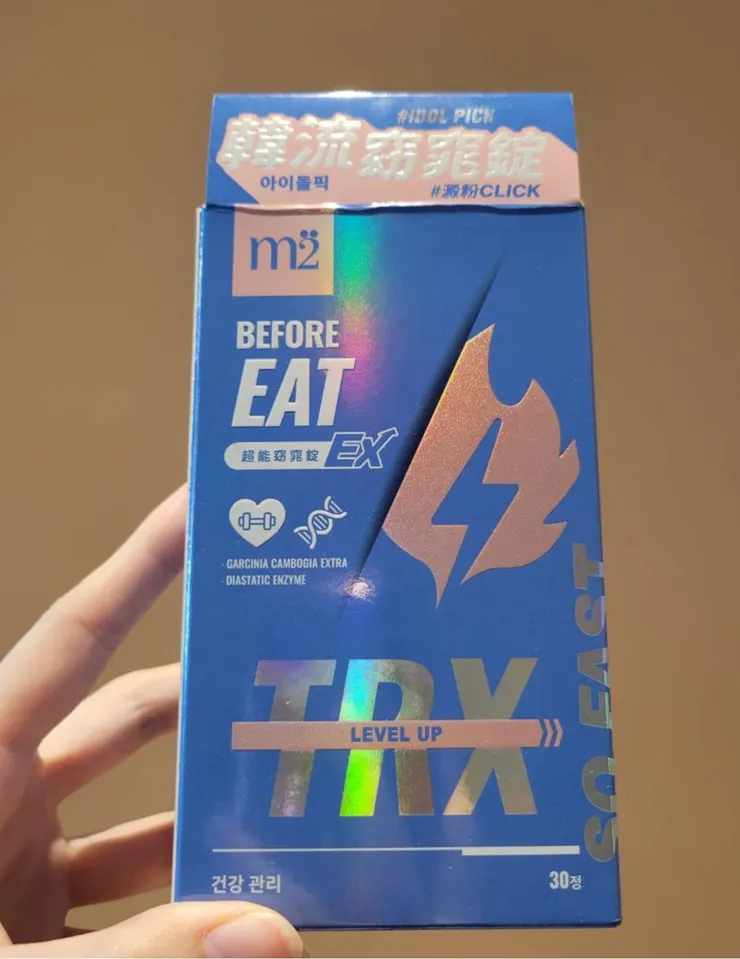 #IDOL PICK
韓流窈窕錠
아이돌픽
#澱粉CLICK
m2
BEFORE
EAT
超能窈窕錠 EX
· GARCINIA CAMBOGIA EXTRA
· DIASTATIC ENZYME
SO FAST
TRX
LEVEL UP
건강 관리
30정